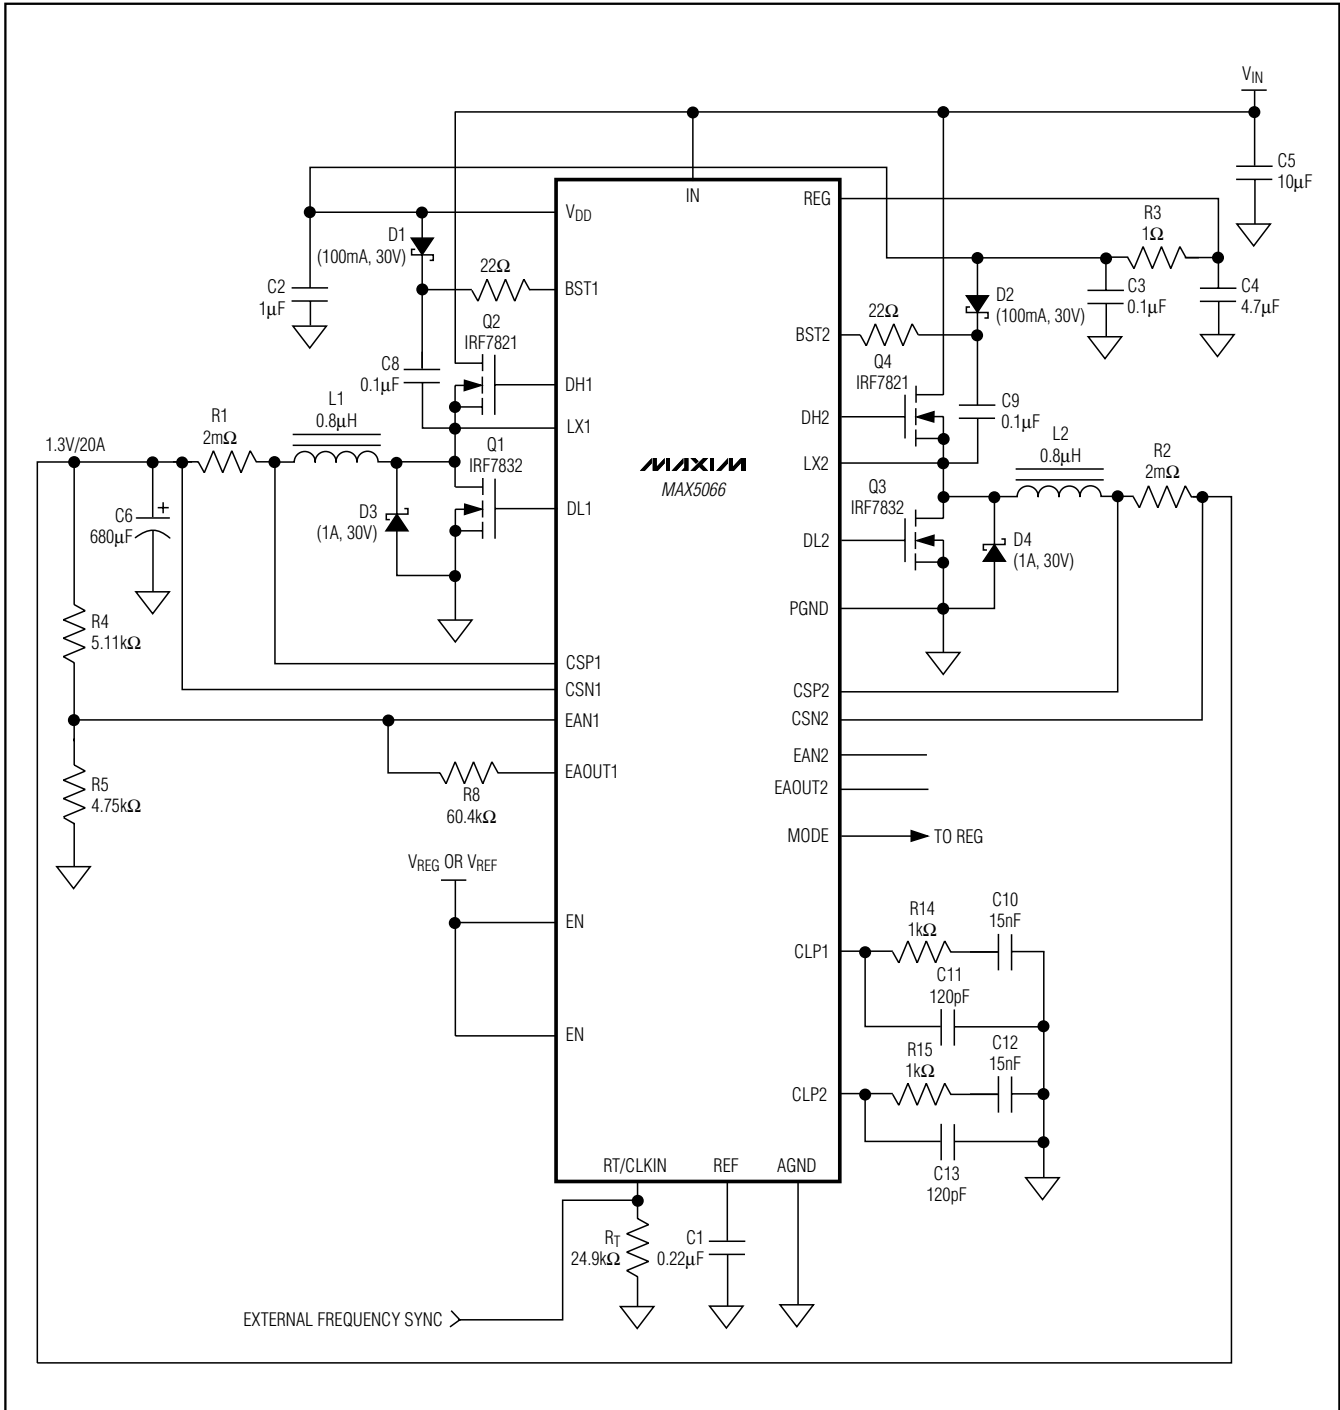 V_IN
C5
10µF
IN
REG
R3
1Ω
V_DD
D1
(100mA, 30V)
22Ω
C2
1µF
BST1
D2
(100mA, 30V)
C3
0.1µF
C4
4.7µF
Q2
IRF7821
22Ω
BST2
C8
0.1µF
Q4
IRF7821
DH1
L1
0.8µH
R1
2mΩ
C9
0.1µF
DH2
LX1
1.3V/20A
Q1
IRF7832
MAXIM
MAX5066
LX2
L2
0.8µH
R2
2mΩ
Q3
IRF7832
C6
680µF
+
D3
(1A, 30V)
DL1
DL2
D4
(1A, 30V)
PGND
R4
5.11kΩ
CSP1
CSN1
CSP2
CSN2
EAN1
EAN2
EAOUT1
EAOUT2
R5
4.75kΩ
R8
60.4kΩ
MODE
TO REG
V_REG OR V_REF
EN
EN
R14
1kΩ
C10
15nF
CLP1
C11
120pF
R15
1kΩ
C12
15nF
CLP2
C13
120pF
RT/CLKIN
REF
AGND
R_T
24.9kΩ
C1
0.22µF
EXTERNAL FREQUENCY SYNC